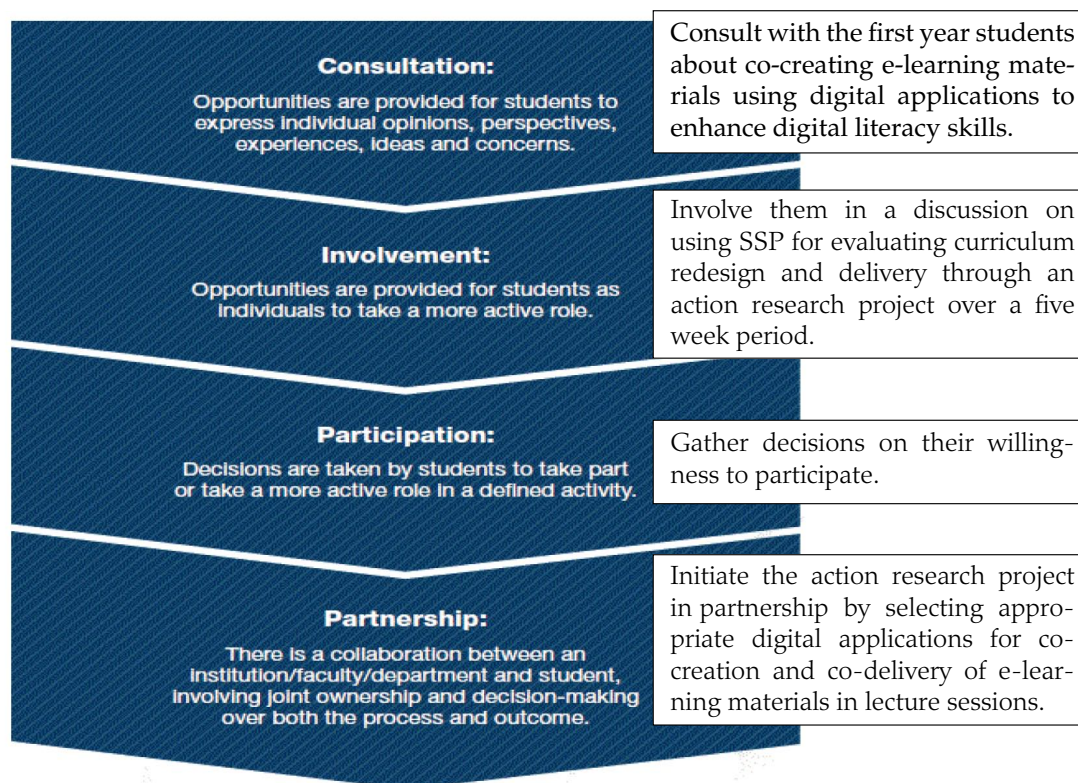 Consultation:
Opportunities are provided for students to
express individual opinions, perspectives,
experiences, ideas and concerns.
Consult with the first year students
about co-creating e-learning mate-
rials using digital applications to
enhance digital literacy skills.
Involvement:
Opportunities are provided for students as
individuals to take a more active role.
Involve them in a discussion on
using SSP for evaluating curriculum
redesign and delivery through an
action research project over a five
week period.
Participation:
Decisions are taken by students to take part
or take a more active role in a defined activity.
Gather decisions on their willing-
ness to participate.
Partnership:
There is a collaboration between an
institution/faculty/department and student,
involving joint ownership and decision-making
over both the process and outcome.
Initiate the action research project
in partnership by selecting appro-
priate digital applications for co-
creation and co-delivery of e-lear-
ning materials in lecture sessions.